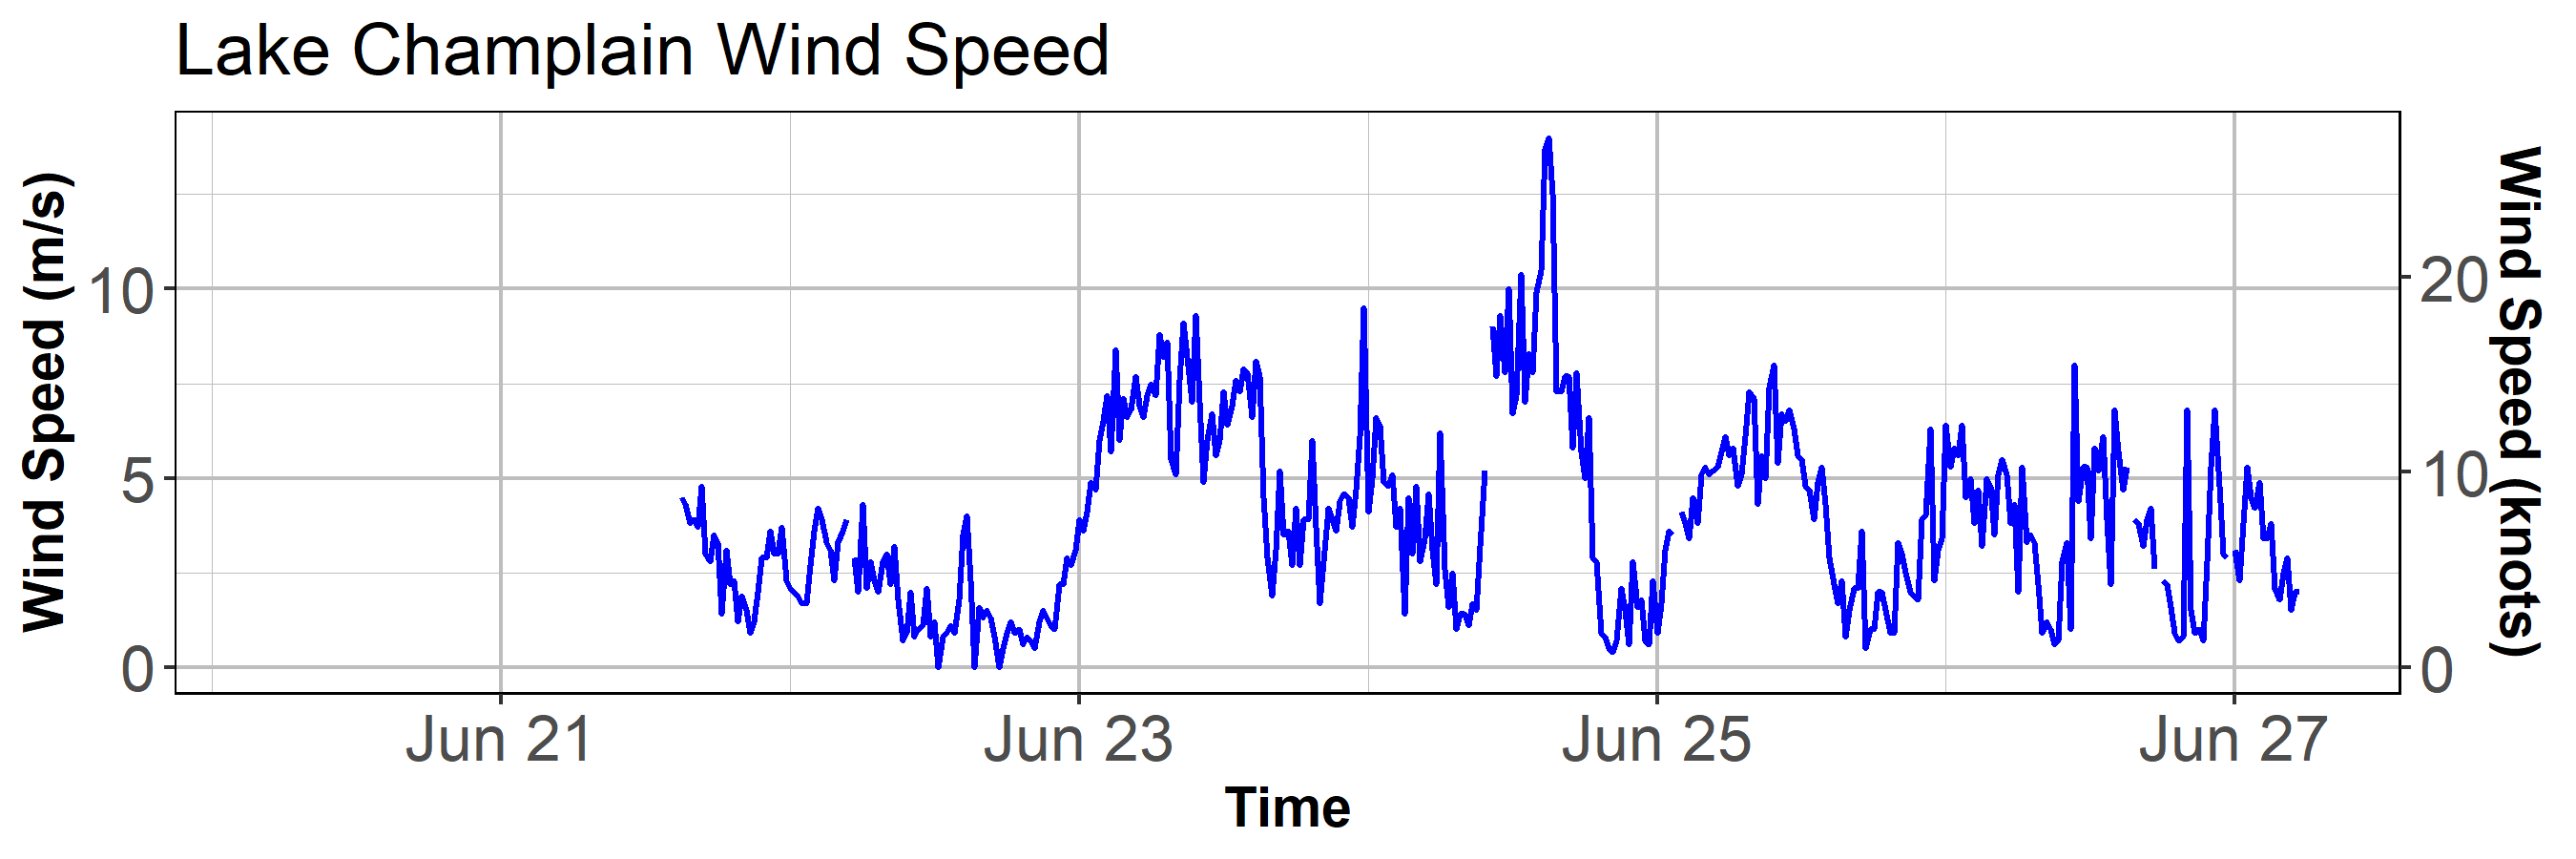 Lake Champlain Wind Speed
Wind Speed (m/s)
10
5
0
20
10
0
Wind Speed (knots)
Jun 21
Jun 23
Jun 25
Jun 27
Time